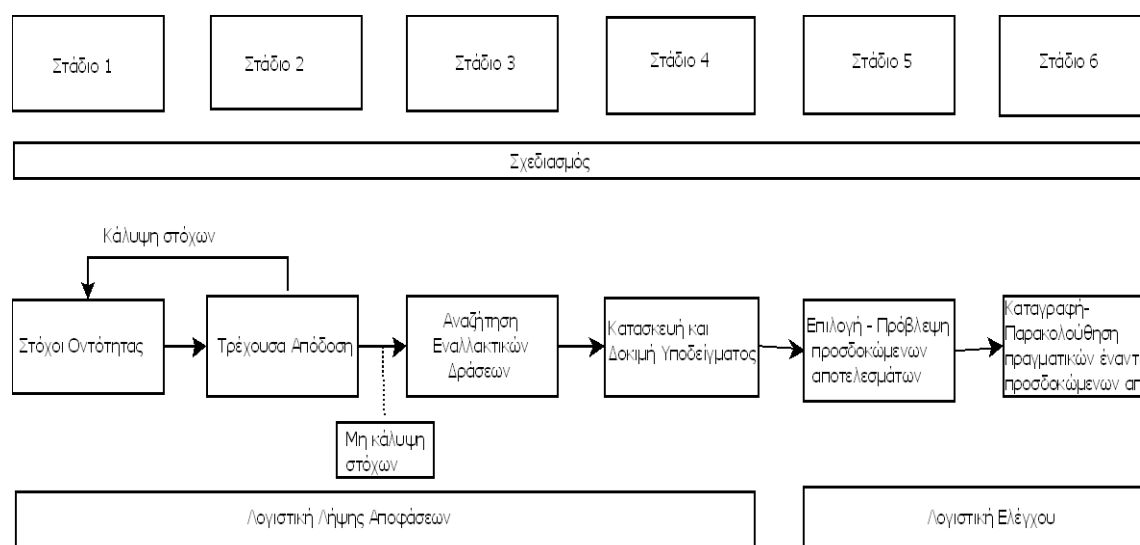 Στάδιο 1
Στάδιο 2
Στάδιο 3
Στάδιο 4
Στάδιο 5
Στάδιο 6
Σχεδιασμός
Κάλυψη στόχων
Στόχοι Οντότητας
Τρέχουσα Απόδοση
Αναζήτηση
Εναλλακτικών
Δράσεων
Κατασκευή και
Δοκιμή Υποδείγματος
Επιλογή - Πρόβλεψη
προσδοκώμενων
αποτελεσμάτων
Καταγραφή-
Παρακολούθηση
πραγματικών έναντ
προσδοκώμενων απ
Μη κάλυψη
στόχων
Λογιστική Λήψης Αποφάσεων
Λογιστική Ελέγχου